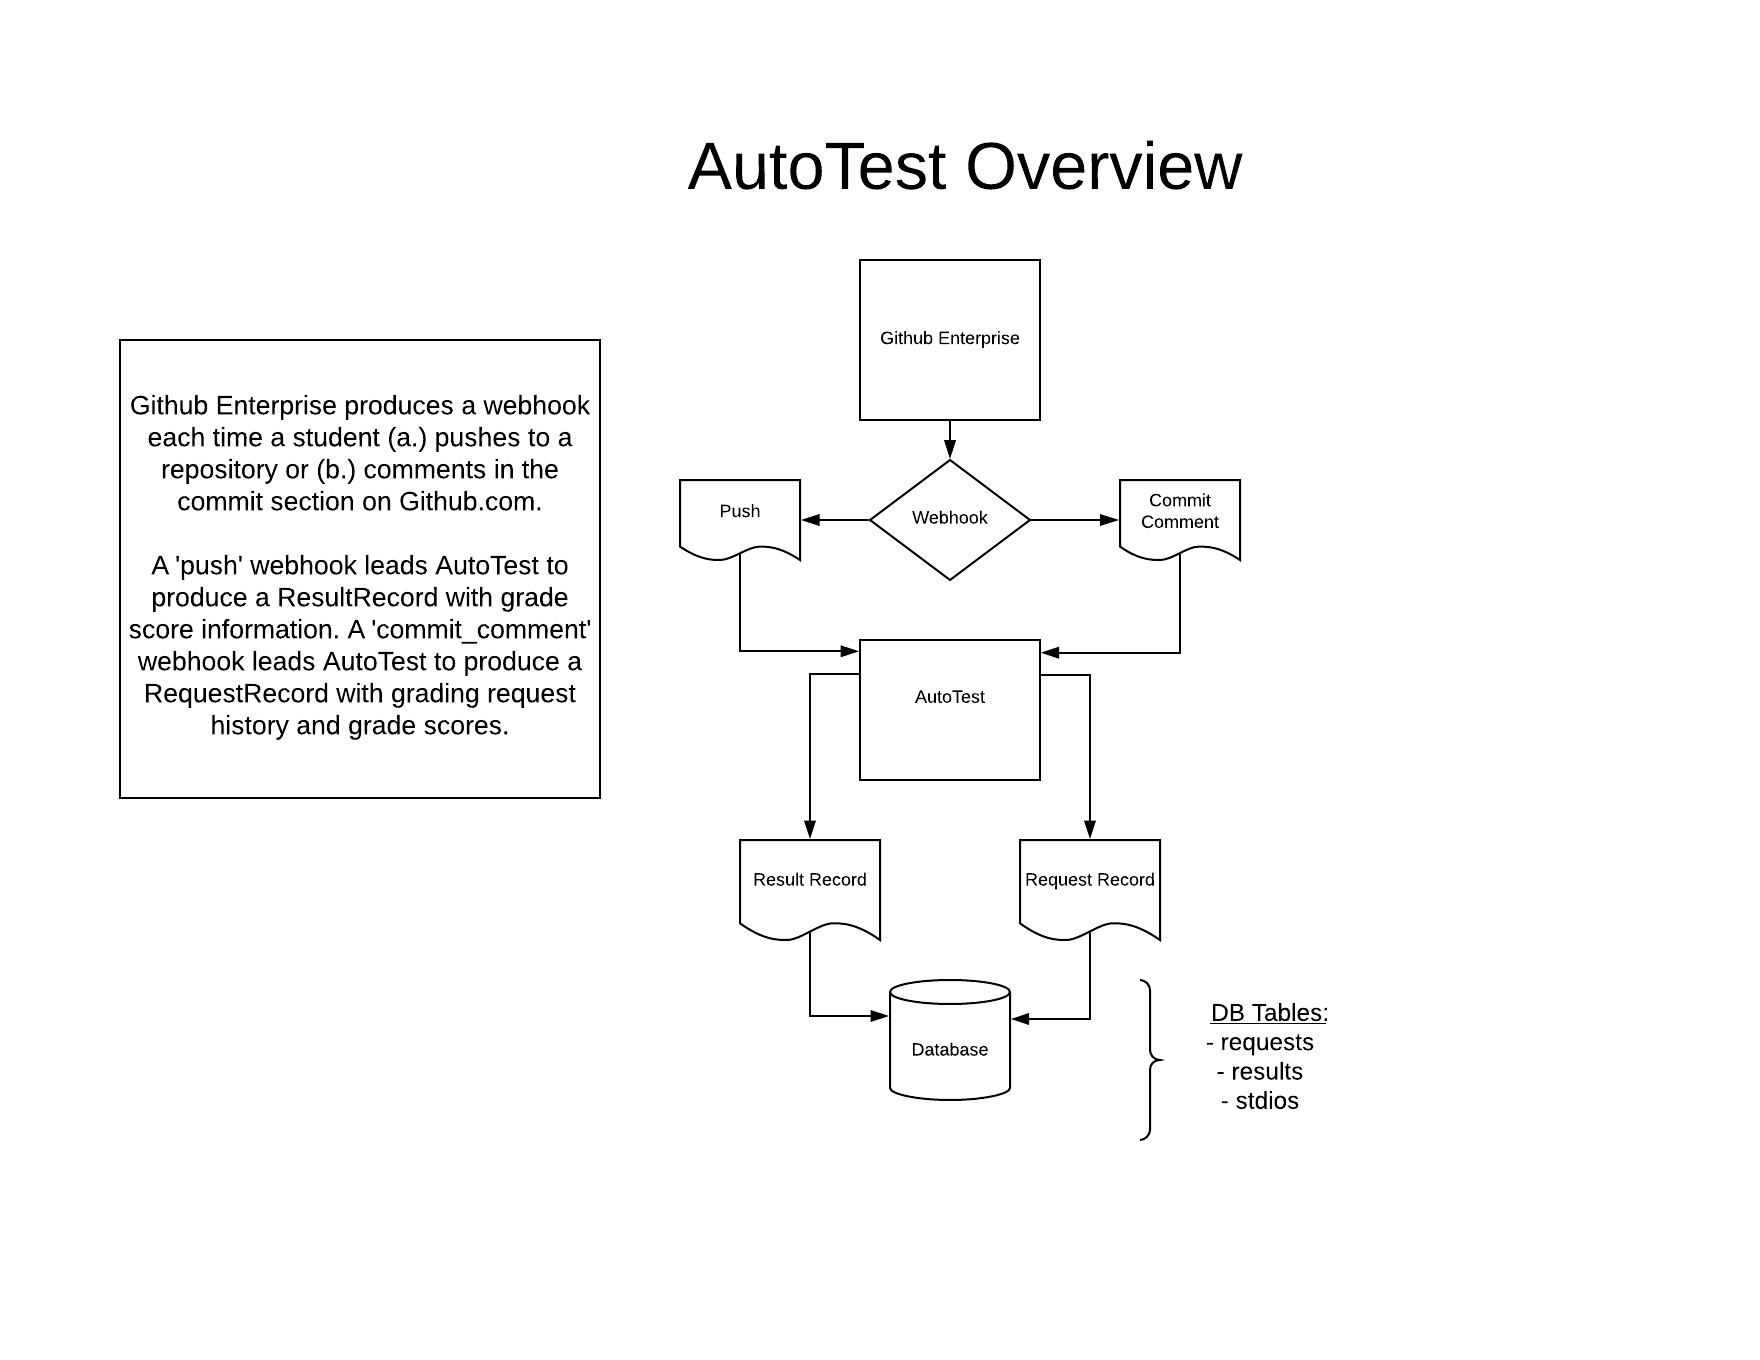 AutoTest Overview
Github Enterprise
Github Enterprise produces a webhook
each time a student (a.) pushes to a
repository or (b.) comments in the
commit section on Github.com.
A 'push' webhook leads AutoTest to
produce a ResultRecord with grade
score information. A 'commit_comment'
webhook leads AutoTest to produce a
RequestRecord with grading request
history and grade scores.
Push
Webhook
Commit
Comment
AutoTest
Result Record
Request Record
Database
DB Tables:
- requests
- results
- stdios